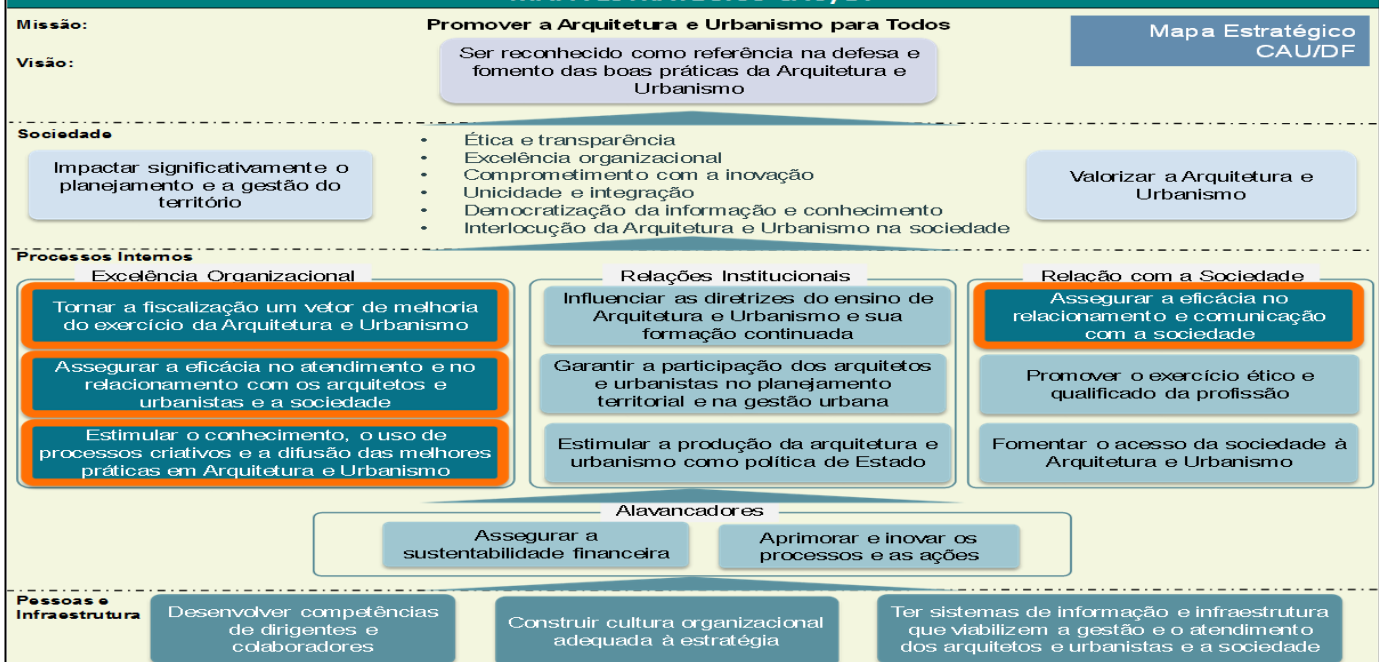 Missão:
Promover a Arquitetura e Urbanismo para Todos
Mapa Estratégico
CAU/DF
Visão:
Ser reconhecido como referência na defesa e
fomento das boas práticas da Arquitetura e
Urbanismo
Sociedade
Impactar significativamente o
planejamento e a gestão do
território
• Ética e transparência
• Excelência organizacional
• Comprometimento com a inovação
• Unicidade e integração
• Democratização da informação e conhecimento
• Interlocução da Arquitetura e Urbanismo na sociedade
Valorizar a Arquitetura e
Urbanismo
Processos Internos
Excelência Organizacional
Tornar a fiscalização um vetor de melhoria
do exercício da Arquitetura e Urbanismo
Assegurar a eficácia no atendimento e no
relacionamento com os arquitetos e
urbanistas e a sociedade
Estimular o conhecimento, o uso de
processos criativos e a difusão das melhores
práticas em Arquitetura e Urbanismo
Relações Institucionais
Influenciar as diretrizes do ensino de
Arquitetura e Urbanismo e sua
formação continuada
Garantir a participação dos arquitetos
e urbanistas no planejamento
territorial e na gestão urbana
Estimular a produção da arquitetura e
urbanismo como política de Estado
Relação com a Sociedade
Assegurar a eficácia no
relacionamento e comunicação
com a sociedade
Promover o exercício ético e
qualificado da profissão
Fomentar o acesso da sociedade à
Arquitetura e Urbanismo
Alavancadores
Assegurar a
sustentabilidade financeira
Aprimorar e inovar os
processos e as ações
Pessoas e
Infraestrutura
Desenvolver competências
de dirigentes e
colaboradores
Construir cultura organizacional
adequada à estratégia
Ter sistemas de informação e infraestrutura
que viabilizem a gestão e o atendimento
dos arquitetos e urbanistas e a sociedade